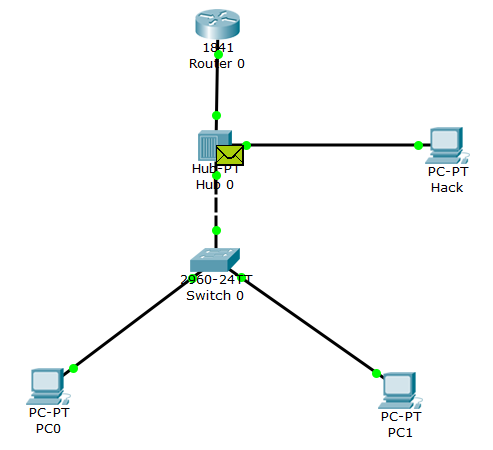 1841
Router 0
Hub-PT
Hub 0
PC-PT
Hack
2960-24TT
Switch 0
PC-PT
PC0
PC-PT
PC1